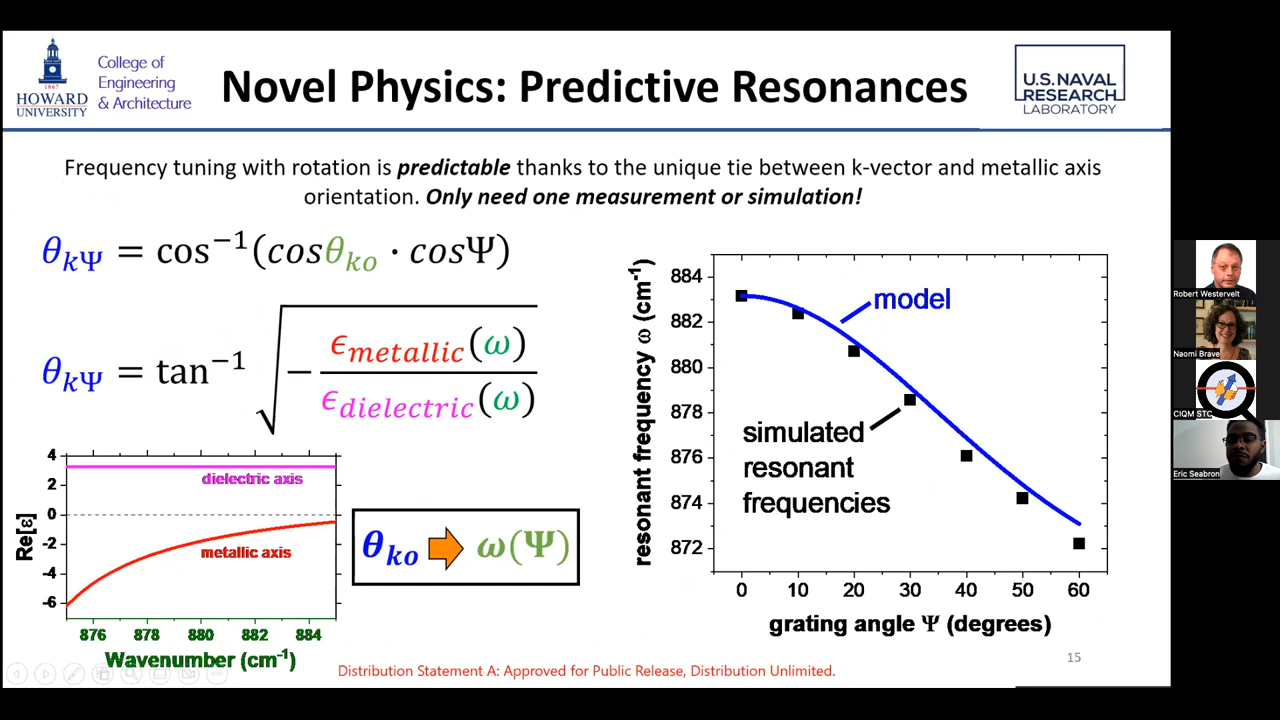 College of
Engineering
& Architecture
1867
HOWARD
UNIVERSITY
Novel Physics: Predictive Resonances
U.S. NAVAL
RESEARCH
LABORATORY
Frequency tuning with rotation is predictable thanks to the unique tie between k-vector and metallic axis
orientation. Only need one measurement or simulation!
θkΨ = cos⁻¹(cosθko · cosΨ)
θkΨ = tan⁻¹ √(− ϵmetallic(ω) / ϵdielectric(ω))
4
2
0
-2
-4
-6
Re[ε]
dielectric axis
metallic axis
876 878 880 882 884
Wavenumber (cm⁻¹)
θko ω(Ψ)
resonant frequency ω (cm⁻¹)
884
882
880
878
876
874
872
model
simulated
resonant
frequencies
0 10 20 30 40 50 60
grating angle Ψ (degrees)
15
Distribution Statement A: Approved for Public Release, Distribution Unlimited.
Robert Westervelt
Naomi Brave
CIQM STC
Eric Seabron